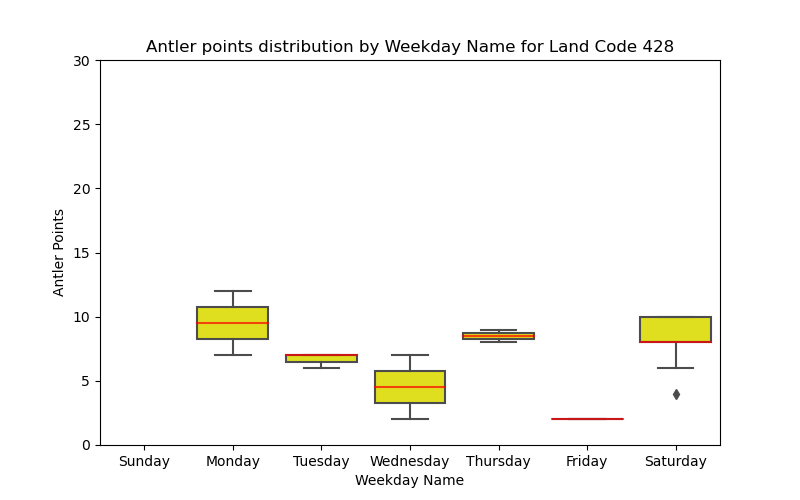 Antler points distribution by Weekday Name for Land Code 428
30
25
20
15
10
5
0
Antler Points
Sunday Monday Tuesday Wednesday Thursday Friday Saturday
Weekday Name